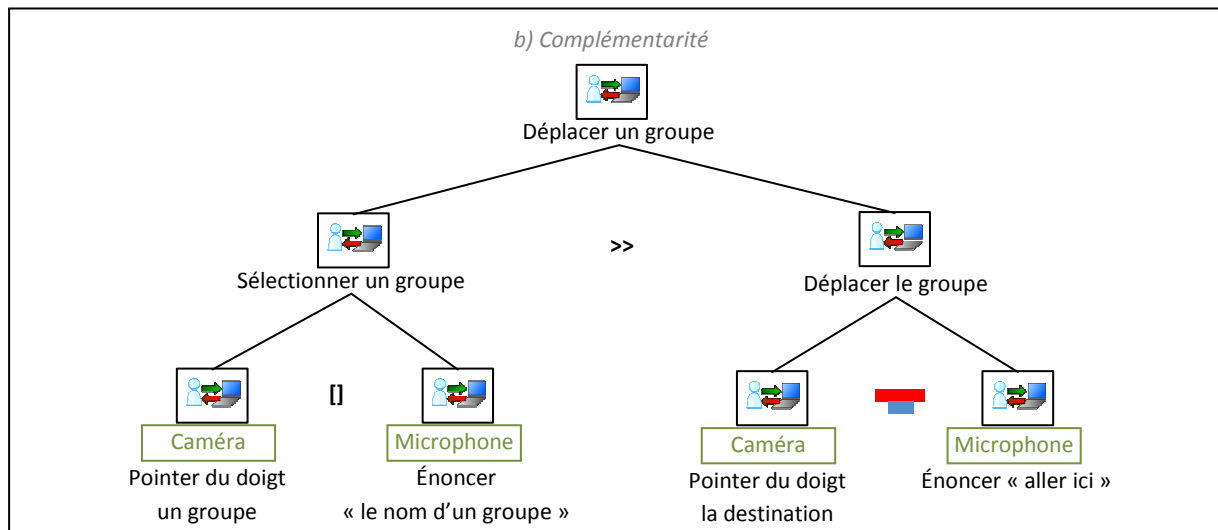 b) Complémentarité
Déplacer un groupe
>>
Sélectionner un groupe
Déplacer le groupe
[]
Caméra
Microphone
Caméra
Microphone
Pointer du doigt
un groupe
Énoncer
« le nom d’un groupe »
Pointer du doigt
la destination
Énoncer « aller ici »